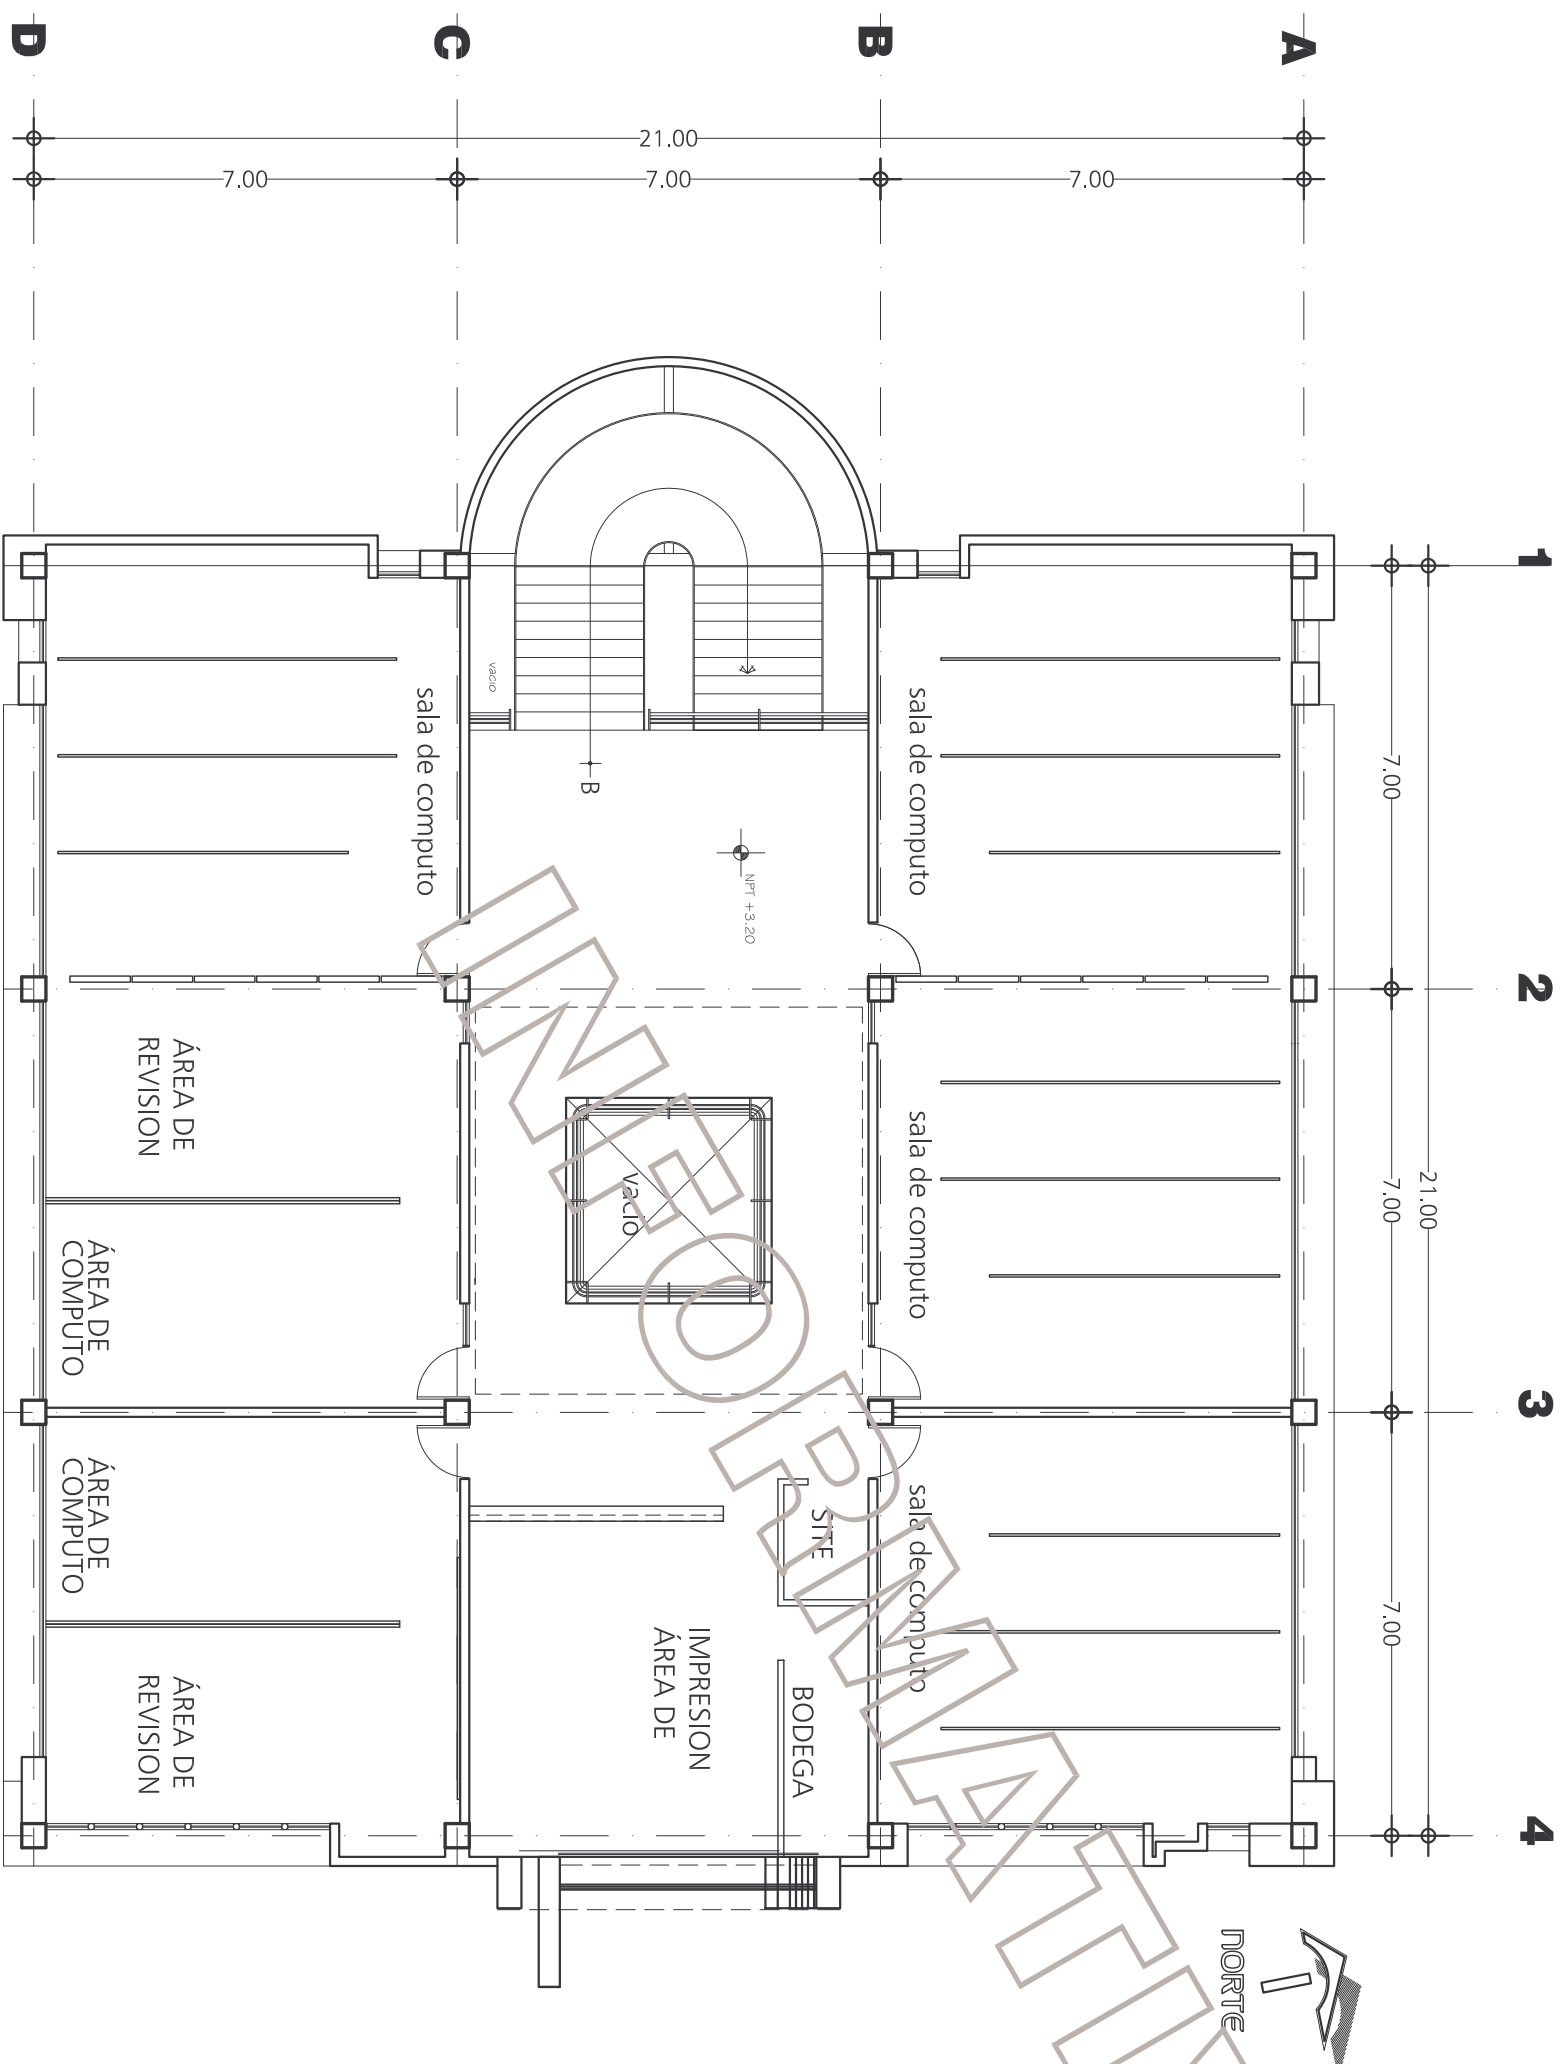 D
C
B
A
21.00
7.00
7.00
7.00
1
2
3
4
7.00
7.00
7.00
21.00
vacio
sala de computo
sala de computo
B
NPT +3.20
ÁREA DE
REVISION
vacio
sala de computo
ÁREA DE
COMPUTO
ÁREA DE
COMPUTO
SITE
sala de computo
ÁREA DE
IMPRESION
BODEGA
ÁREA DE
REVISION
NORTE
INFORMATI